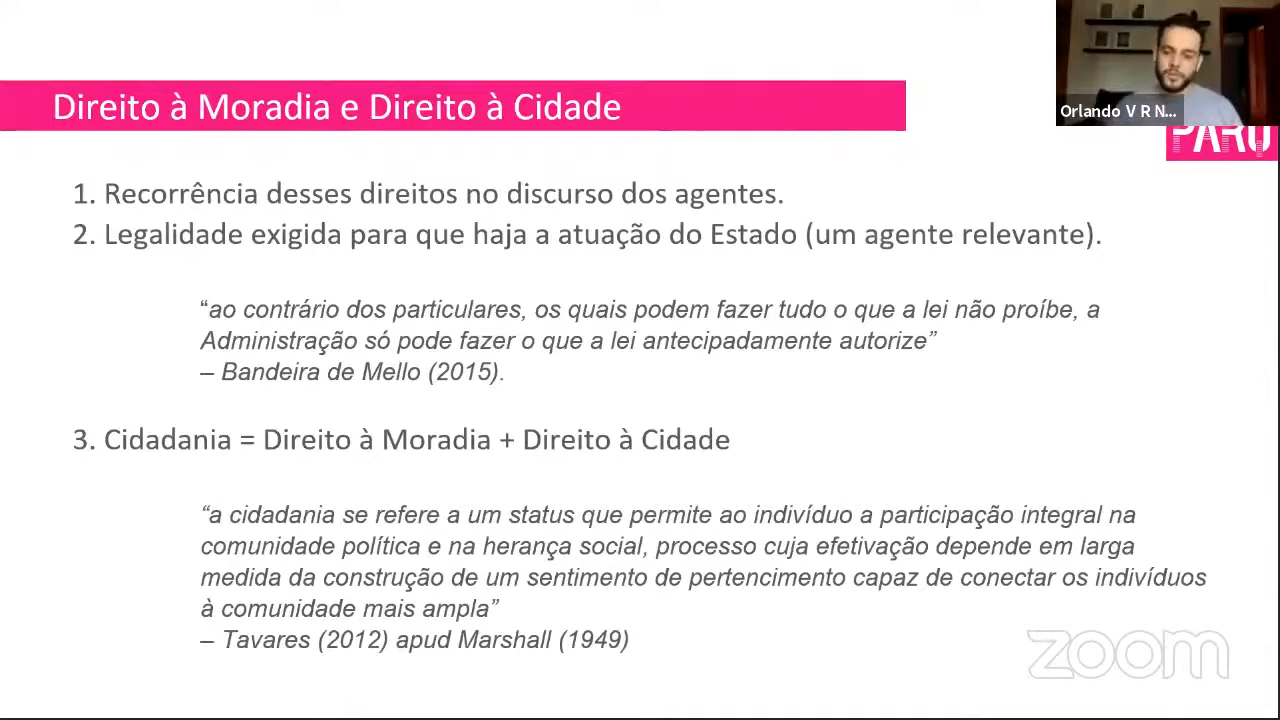 Direito à Moradia e Direito à Cidade
Orlando V R N...
PARQ
1. Recorrência desses direitos no discurso dos agentes.
2. Legalidade exigida para que haja a atuação do Estado (um agente relevante).
“ao contrário dos particulares, os quais podem fazer tudo o que a lei não proíbe, a
Administração só pode fazer o que a lei antecipadamente autorize”
– Bandeira de Mello (2015).
3. Cidadania = Direito à Moradia + Direito à Cidade
“a cidadania se refere a um status que permite ao indivíduo a participação integral na
comunidade política e na herança social, processo cuja efetivação depende em larga
medida da construção de um sentimento de pertencimento capaz de conectar os indivíduos
à comunidade mais ampla”
– Tavares (2012) apud Marshall (1949)
zoom